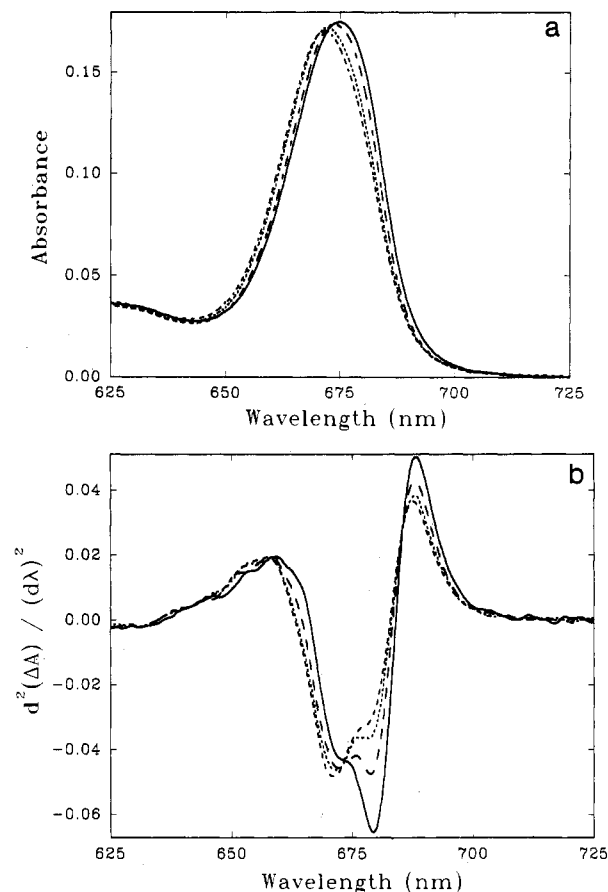 a
0.15
0.10
0.05
0.00
Absorbance
625 650 675 700 725
Wavelength (nm)
b
0.04
0.02
0.00
-0.02
-0.04
-0.06
d²(ΔA) / (dλ)²
625 650 675 700 725
Wavelength (nm)